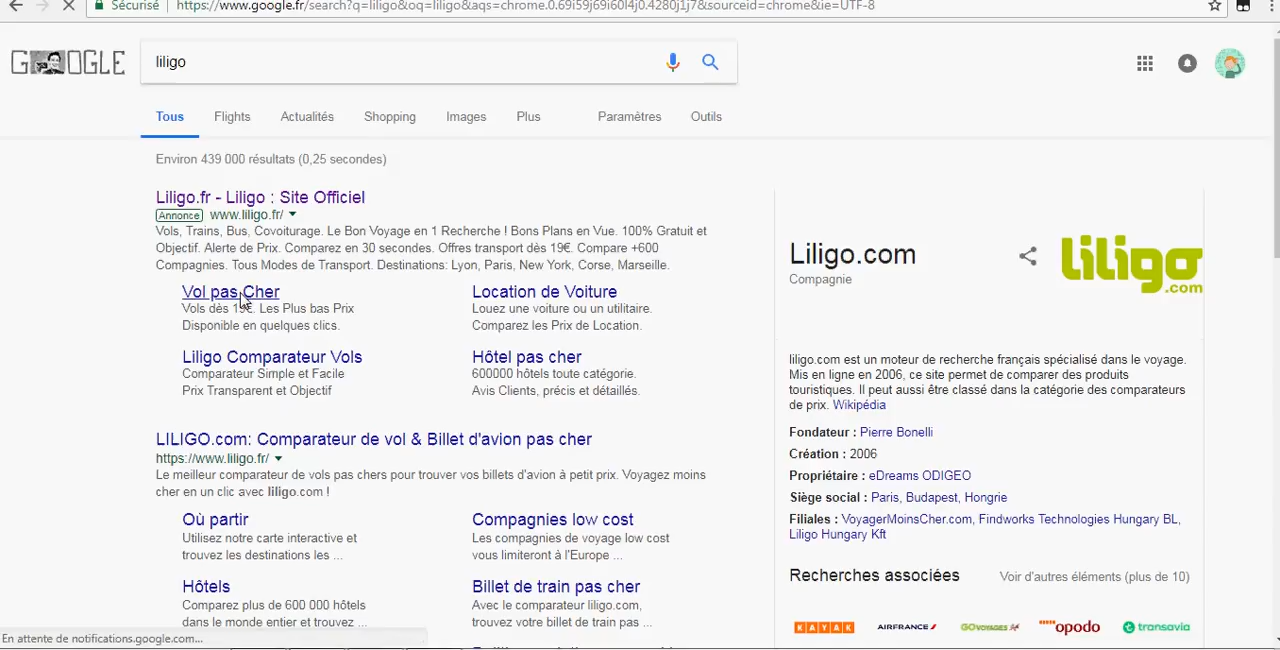 Sécurisé
https://www.google.fr/search?q=liligo&oq=liligo&aqs=chrome.0.69i59j69i60l4j0.4280j1j7&sourceid=chrome&ie=UTF-8
GOOGLE
liligo
Tous Flights Actualités Shopping Images Plus Paramètres Outils
Environ 439 000 résultats (0,25 secondes)
Liligo.fr - Liligo : Site Officiel
Annonce www.liligo.fr/
Vols, Trains, Bus, Covoiturage. Le Bon Voyage en 1 Recherche ! Bons Plans en Vue. 100% Gratuit et
Objectif. Alerte de Prix. Comparez en 30 secondes. Offres transport dès 19€. Compare +600
Compagnies. Tous Modes de Transport. Destinations: Lyon, Paris, New York, Corse, Marseille.
Vol pas Cher
Vols dès 19€. Les Plus bas Prix
Disponible en quelques clics.
Location de Voiture
Louez une voiture ou un utilitaire.
Comparez les Prix de Location.
Liligo Comparateur Vols
Comparateur Simple et Facile
Prix Transparent et Objectif
Hôtel pas cher
600000 hôtels toute catégorie.
Avis Clients, précis et détaillés.
LILIGO.com: Comparateur de vol & Billet d'avion pas cher
https://www.liligo.fr/
Le meilleur comparateur de vols pas chers pour trouver vos billets d'avion à petit prix. Voyagez moins
cher en un clic avec liligo.com !
Où partir
Utilisez notre carte interactive et
trouvez les destinations les ...
Compagnies low cost
Les compagnies de voyage low cost
vous limiteront à l'Europe ...
Hôtels
Comparez plus de 600 000 hôtels
dans le monde entier et trouvez ...
Billet de train pas cher
Avec le comparateur liligo.com,
trouvez votre billet de train pas ...
En attente de notifications.google.com...
Liligo.com
Compagnie
liligo
.com
liligo.com est un moteur de recherche français spécialisé dans le voyage.
Mis en ligne en 2006, ce site permet de comparer des produits
touristiques. Il peut aussi être classé dans la catégorie des comparateurs
de prix. Wikipédia
Fondateur : Pierre Bonelli
Création : 2006
Propriétaire : eDreams ODIGEO
Siège social : Paris, Budapest, Hongrie
Filiales : VoyagerMoinsCher.com, Findworks Technologies Hungary BL,
Liligo Hungary Kft
Recherches associées Voir d'autres éléments (plus de 10)
KAYAK AIRFRANCE GOVOYAGES opodo transavia